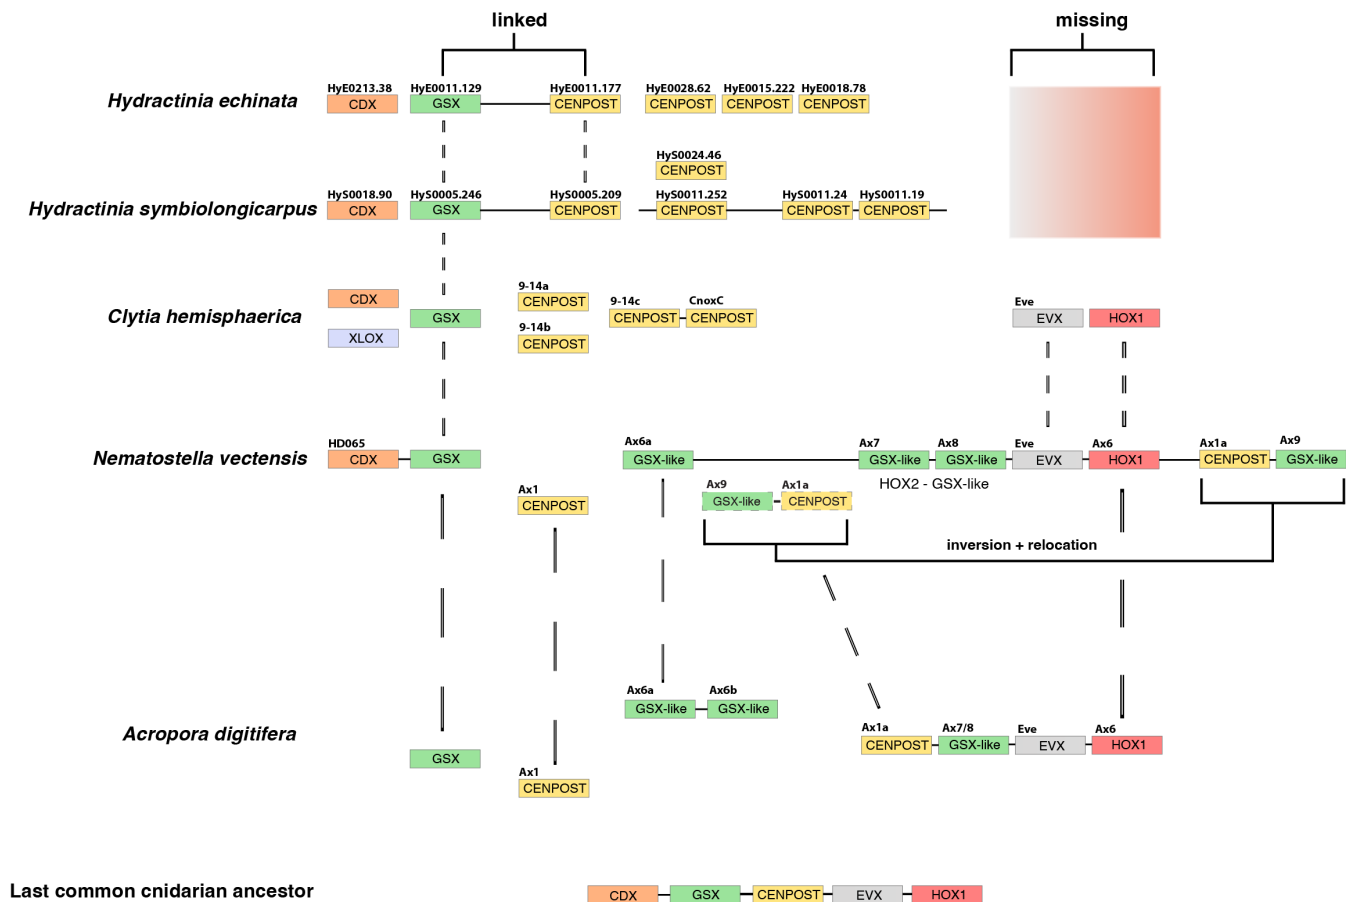 linked missing
HyE0213.38 HyE0011.129 HyE0011.177 HyE0028.62 HyE0015.222 HyE0018.78
Hydractinia echinata CDX GSX CENPOST CENPOST CENPOST CENPOST
HyS0024.46
CENPOST
HyS0018.90 HyS0005.246 HyS0005.209 HyS0011.252 HyS0011.24 HyS0011.19
Hydractinia symbiolongicarpus CDX GSX CENPOST CENPOST CENPOST CENPOST
9-14a
CDX CENPOST
9-14c CnoxC Eve
Clytia hemisphaerica GSX CENPOST CENPOST EVX HOX1
9-14b
XLOX CENPOST
HD065 Ax6a Ax7 Ax8 Eve Ax6 Ax1a Ax9
Nematostella vectensis CDX GSX GSX-like GSX-like GSX-like EVX HOX1 CENPOST GSX-like
HOX2 - GSX-like
Ax9 Ax1a
GSX-like CENPOST
Ax1
CENPOST
inversion + relocation
Ax6a Ax6b
GSX-like GSX-like
Ax1a Ax7/8 Eve Ax6
Acropora digitifera CENPOST GSX-like EVX HOX1
GSX
Ax1
CENPOST
Last common cnidarian ancestor CDX GSX CENPOST EVX HOX1